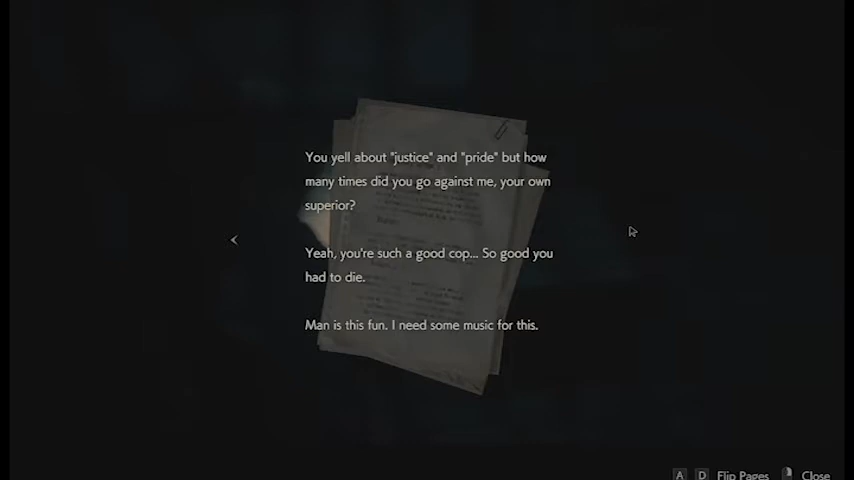 You yell about "justice" and "pride" but how
many times did you go against me, your own
superior?
Yeah, you're such a good cop... So good you
had to die.
Man is this fun. I need some music for this.
A D Flip Pages Close